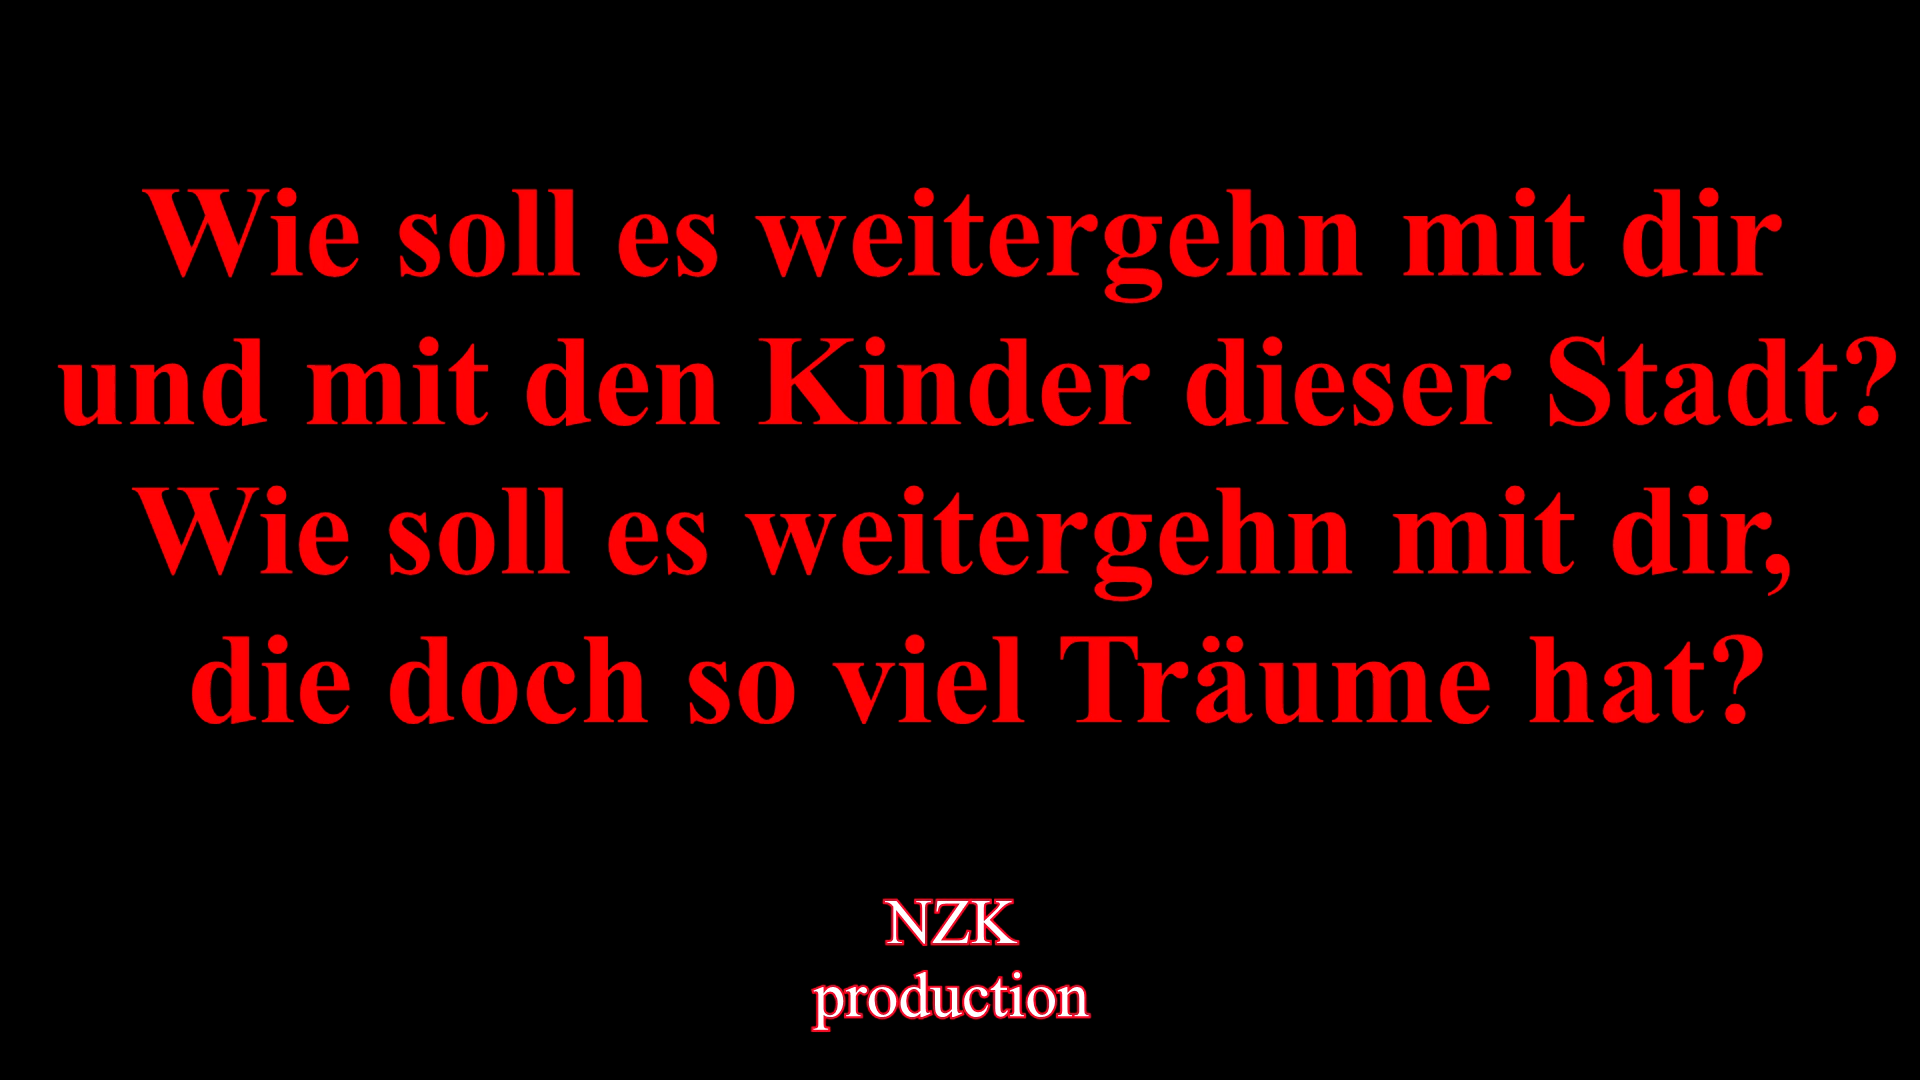 Wie soll es weitergehn mit dir
und mit den Kinder dieser Stadt?
Wie soll es weitergehn mit dir,
die doch so viel Träume hat?
NZK
production